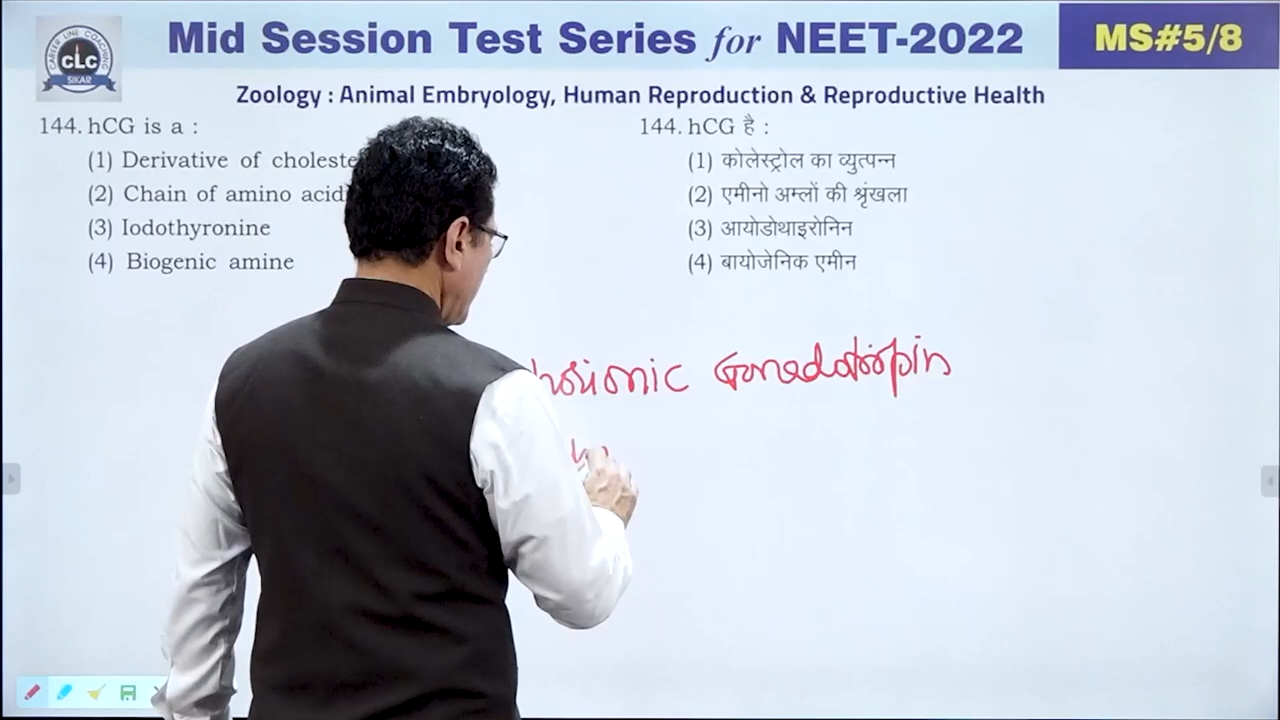 Mid Session Test Series for NEET-2022
MS#5/8
CAREER LINE COACHING
CLC
SIKAR
Zoology : Animal Embryology, Human Reproduction & Reproductive Health
144. hCG is a :
(1) Derivative of
(2) Chain of amino
(3) Iodothyronine
(4) Biogenic amine
144. hCG है :
(1) कोलेस्ट्रोल का व्युत्पन्न
(2) एमीनो अम्लों की श्रृंखला
(3) आयोडोथाइरोनिन
(4) बायोजेनिक एमीन
horionic Gonadotropin